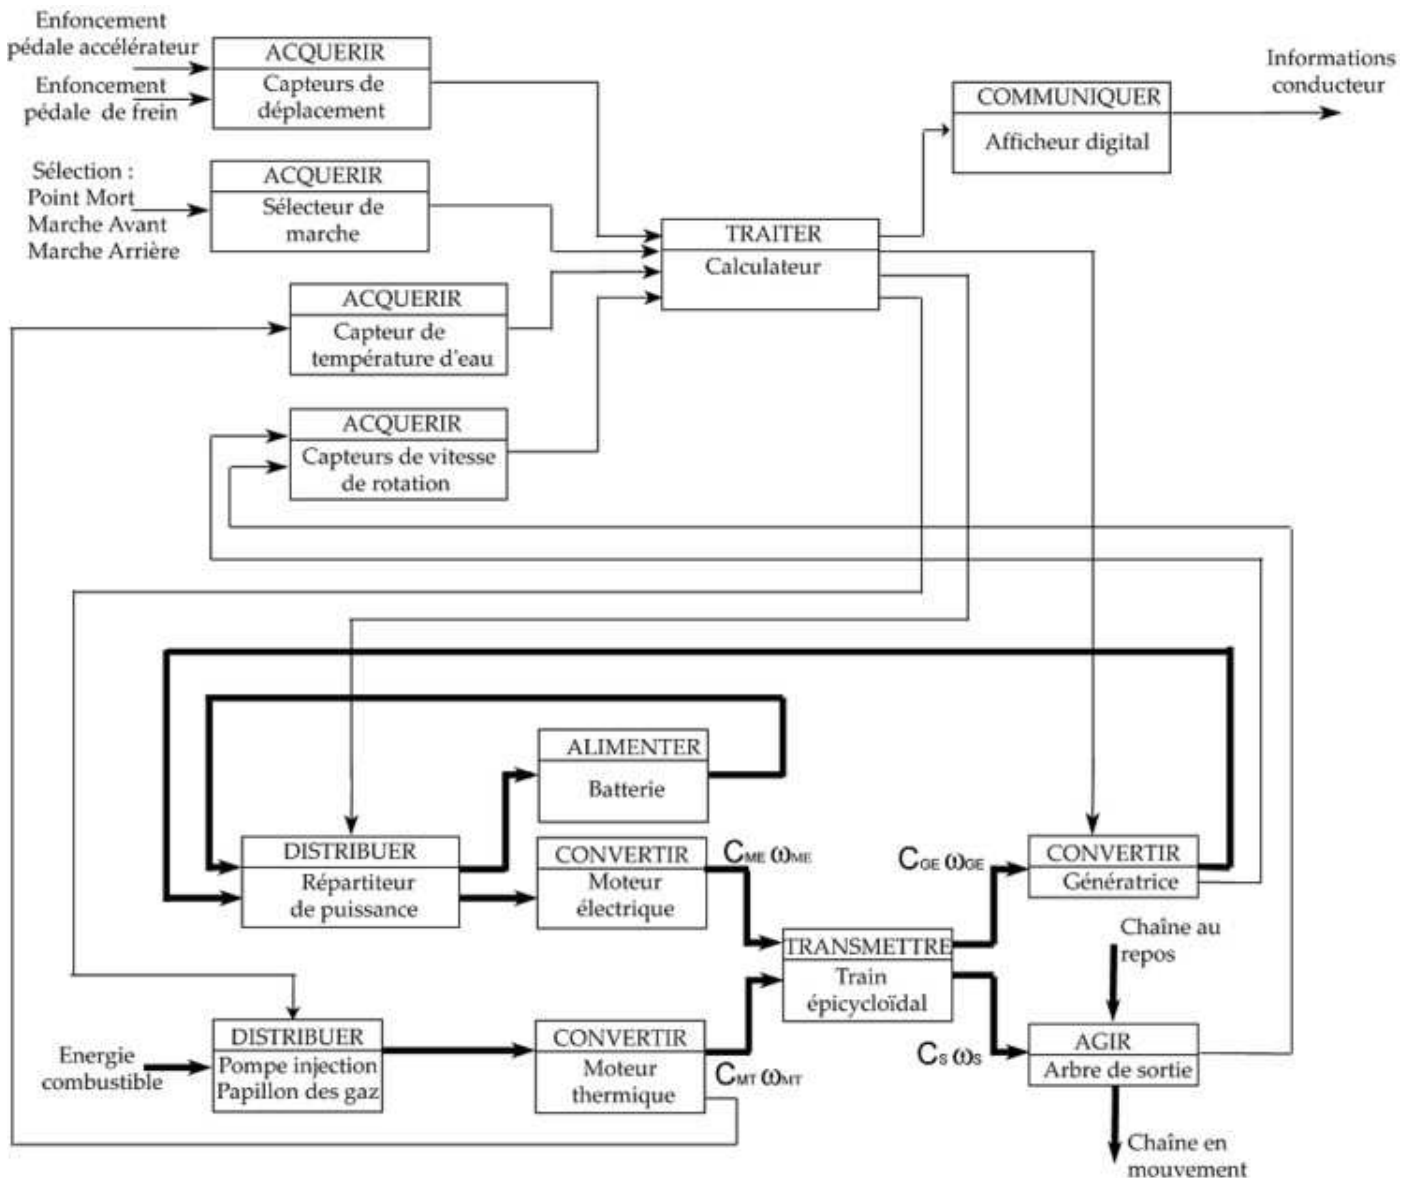 Enfoncement
pédale accélérateur
Enfoncement
pédale de frein
ACQUERIR
Capteurs de
déplacement
Informations
conducteur
COMMUNIQUER
Afficheur digital
Sélection :
Point Mort
Marche Avant
Marche Arrière
ACQUERIR
Sélecteur de
marche
TRAITER
Calculateur
ACQUERIR
Capteur de
température d'eau
ACQUERIR
Capteurs de vitesse
de rotation
ALIMENTER
Batterie
DISTRIBUER
Répartiteur
de puissance
CONVERTIR
Moteur
électrique
CME ωME
CGE ωGE
CONVERTIR
Génératrice
TRANSMETTRE
Train
épicycloïdal
Chaîne au
repos
Energie
combustible
DISTRIBUER
Pompe injection
Papillon des gaz
CONVERTIR
Moteur
thermique
CMT ωMT
CS ωS
AGIR
Arbre de sortie
Chaîne en
mouvement